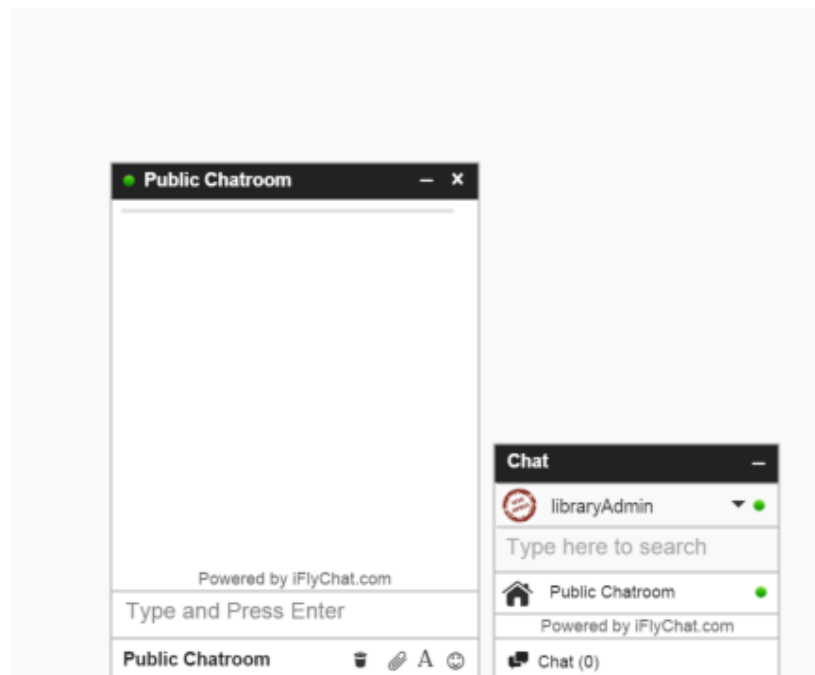 Public Chatroom
Powered by iFlyChat.com
Type and Press Enter
Public Chatroom
A
Chat
libraryAdmin
Type here to search
Public Chatroom
Powered by iFlyChat.com
Chat (0)